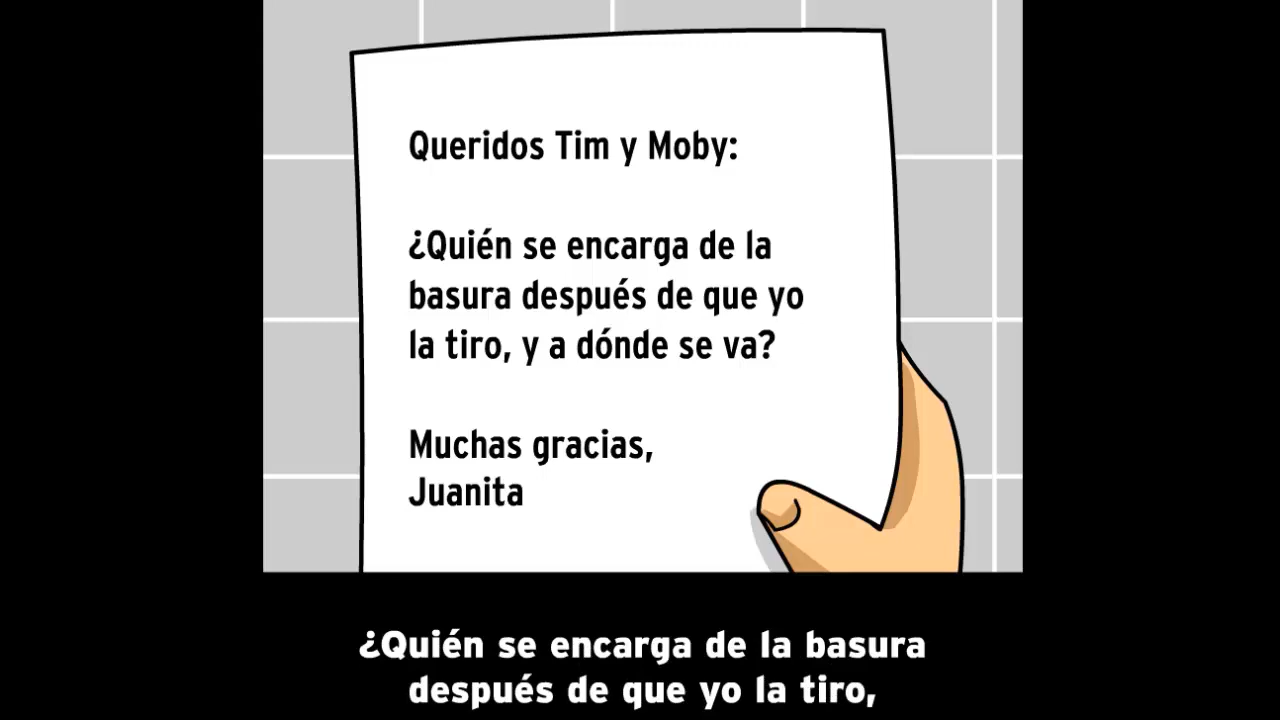 Queridos Tim y Moby:
¿Quién se encarga de la
basura después de que yo
la tiro, y a dónde se va?
Muchas gracias,
Juanita
¿Quién se encarga de la basura
después de que yo la tiro,